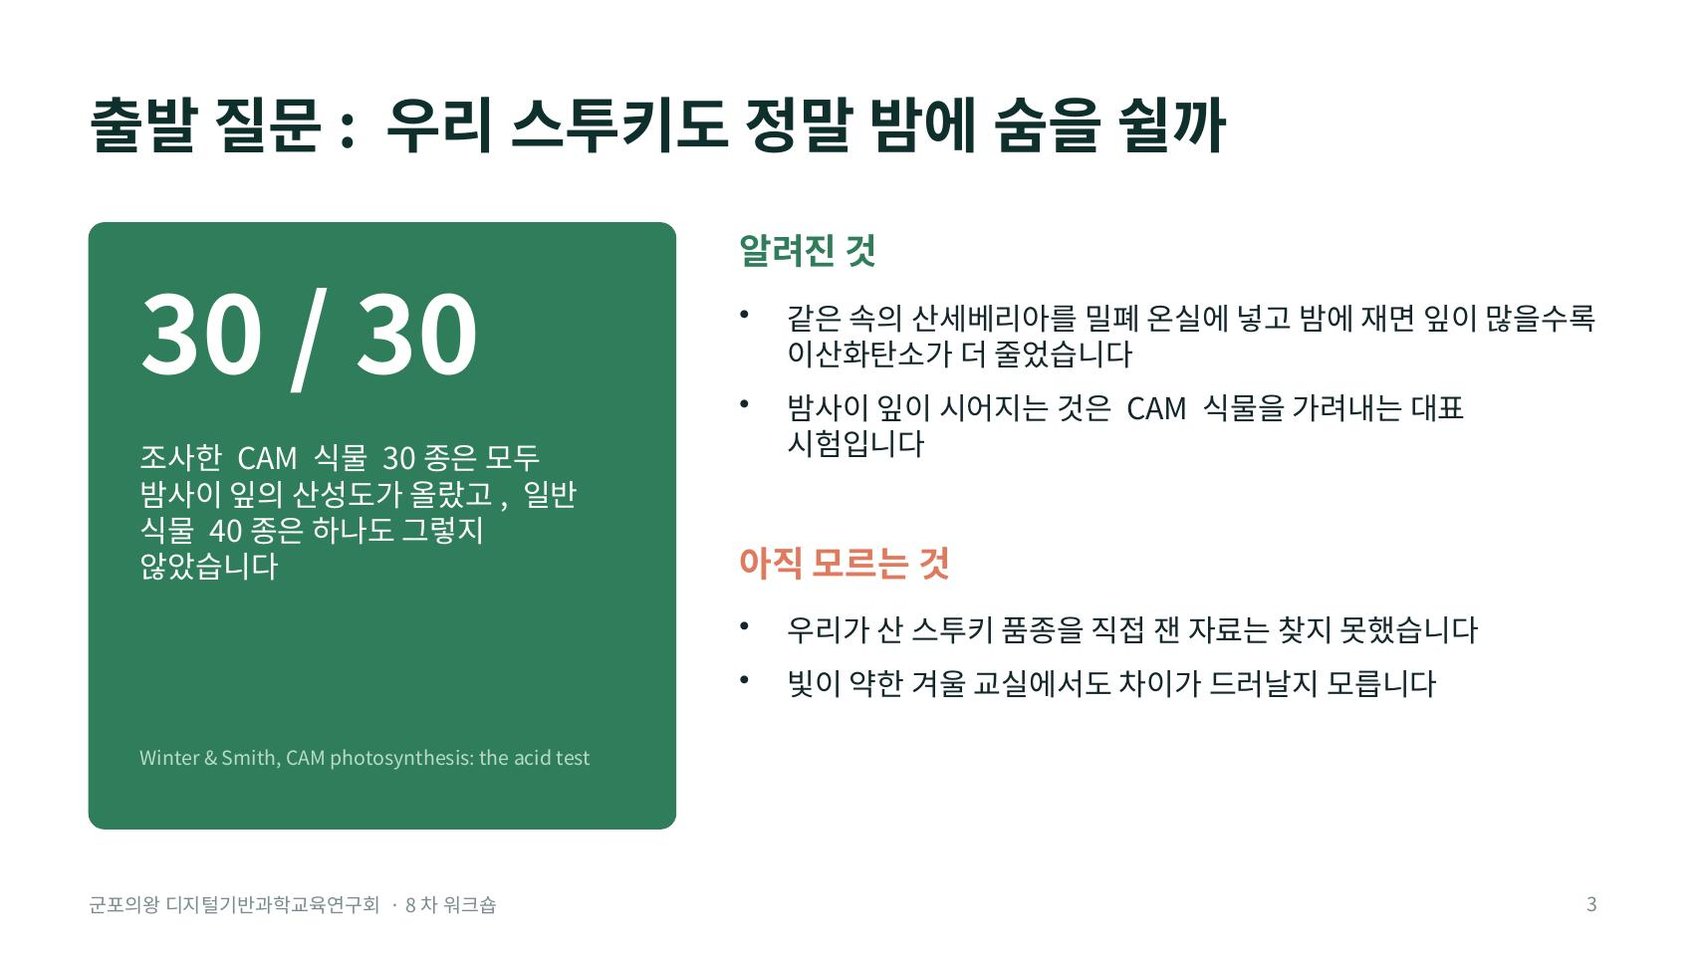 출발 질문 : 우리 스투키도 정말 밤에 숨을 쉴까
30 / 30
조사한 CAM 식물 30 종은 모두
밤사이 잎의 산성도가 올랐고 , 일반
식물 40 종은 하나도 그렇지
않았습니다
Winter & Smith, CAM photosynthesis: the acid test
알려진 것
• 같은 속의 산세베리아를 밀폐 온실에 넣고 밤에 재면 잎이 많을수록
이산화탄소가 더 줄었습니다
• 밤사이 잎이 시어지는 것은 CAM 식물을 가려내는 대표
시험입니다
아직 모르는 것
• 우리가 산 스투키 품종을 직접 잰 자료는 찾지 못했습니다
• 빛이 약한 겨울 교실에서도 차이가 드러날지 모릅니다
군포의왕 디지털기반과학교육연구회 · 8 차 워크숍
3